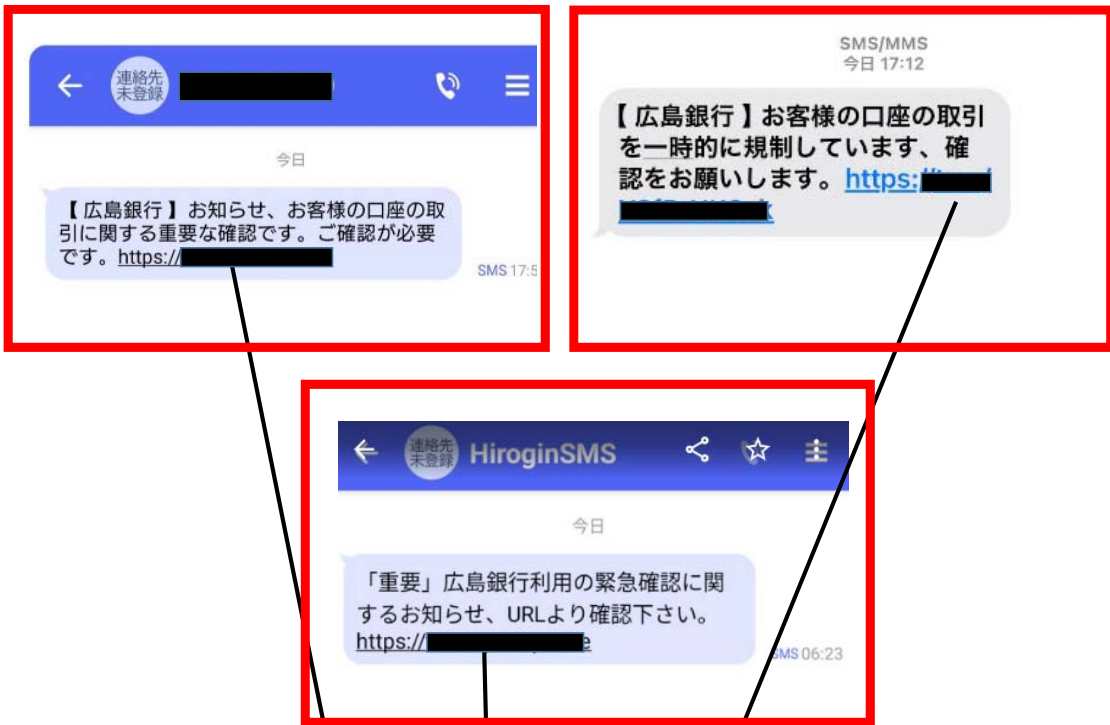 連絡先
未登録
今日
【 広島銀行 】 お知らせ、お客様の口座の取
引に関する重要な確認です。ご確認が必要
です。https://
SMS 17:5
SMS/MMS
今日 17:12
【 広島銀行 】お客様の口座の取引
を一時的に規制しています、確
認をお願いします。https:/
連絡先
未登録
HiroginSMS
今日
「重要」広島銀行利用の緊急確認に関
するお知らせ、URLより確認下さい。
https://
SMS 06:23